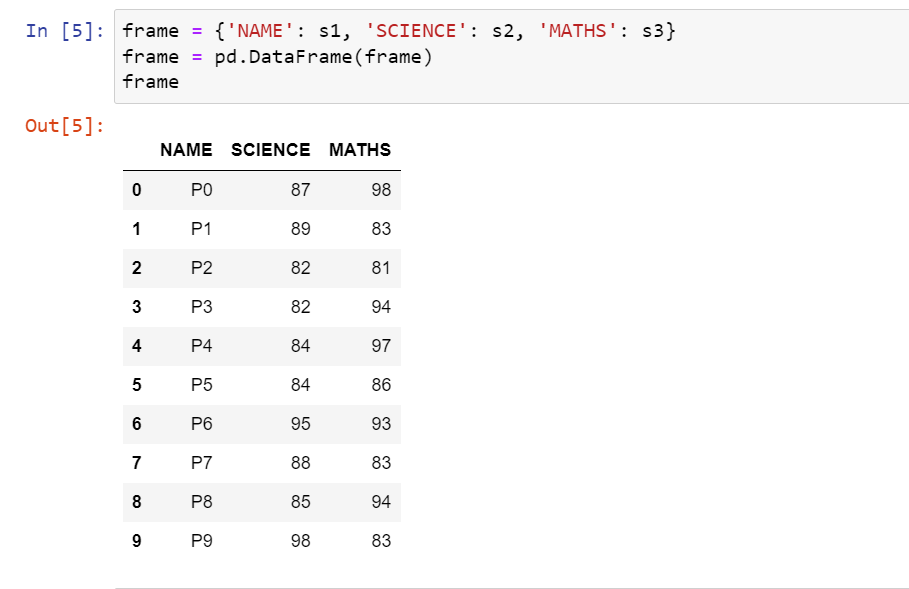 In [5]: frame = {'NAME': s1, 'SCIENCE': s2, 'MATHS': s3}
frame = pd.DataFrame(frame)
frame
Out[5]:
NAME SCIENCE MATHS
0 P0 87 98
1 P1 89 83
2 P2 82 81
3 P3 82 94
4 P4 84 97
5 P5 84 86
6 P6 95 93
7 P7 88 83
8 P8 85 94
9 P9 98 83